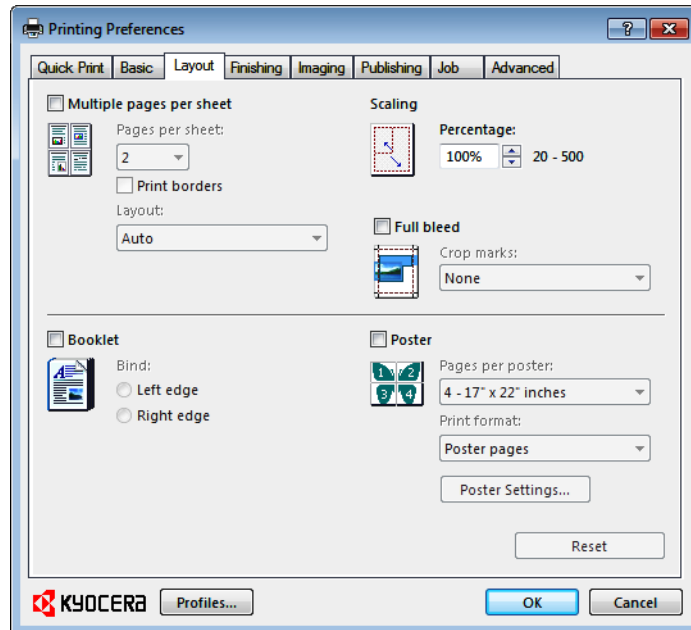 Printing Preferences
Quick Print Basic Layout Finishing Imaging Publishing Job Advanced
Multiple pages per sheet
Pages per sheet:
2
Print borders
Layout:
Auto
Scaling
Percentage:
100% 20 - 500
Full bleed
Crop marks:
None
Booklet
Bind:
Left edge
Right edge
Poster
1 2
3 4
Pages per poster:
4 - 17" x 22" inches
Print format:
Poster pages
Poster Settings...
Reset
KYOCERA Profiles... OK Cancel